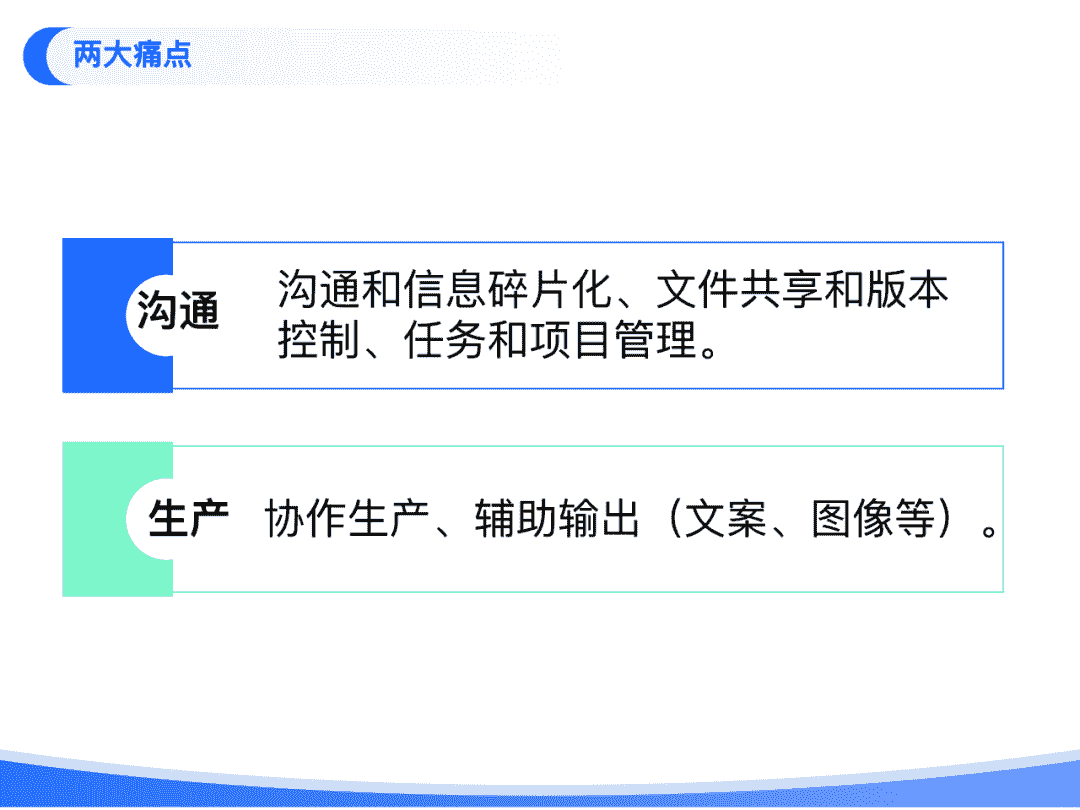 两大痛点
沟通
沟通和信息碎片化、文件共享和版本
控制、任务和项目管理。
生产
协作生产、辅助输出（文案、图像等）。